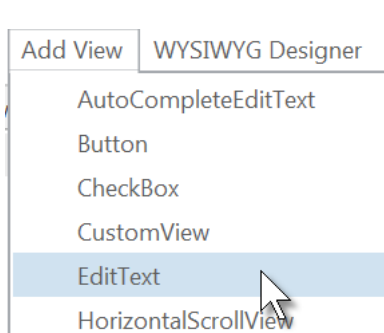 Add View WYSIWYG Designer
AutoCompleteEditText
Button
CheckBox
CustomView
EditText
HorizontalScrollView